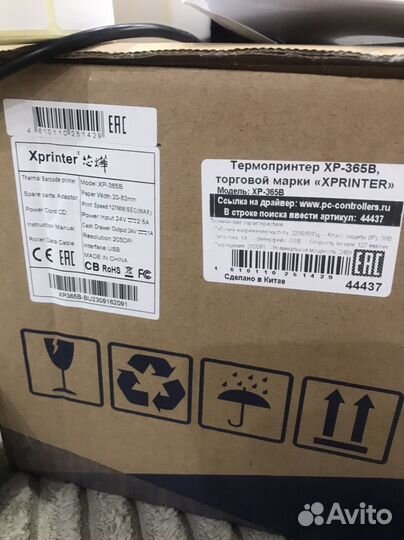 4 610110 251429
EAC
Xprinter® 芯烨
Thermal Barcode printer
Spare parts: Adaptor
Power Cord CD
Instruction Manual
Roller Data Cable
Model: XP-365B
Paper Width 20-82mm
Print Speed 127MM/SEC(MAX)
Power Input 24V 2.5A
Cash Drawer Output 24V 1A
Resolution 203DPI
Interface USB
MADE IN CHINA
CE CB RoHS
XP365B-BU2309162091
Термопринтер XP-365B,
торговой марки «XPRINTER»
Модель: XP-365B
Ссылка на драйвер: www.pc-controllers.ru
В строке поиска ввести артикул: 44437
4 610110 251429
EAC
Сделано в Китае
44437
Avito